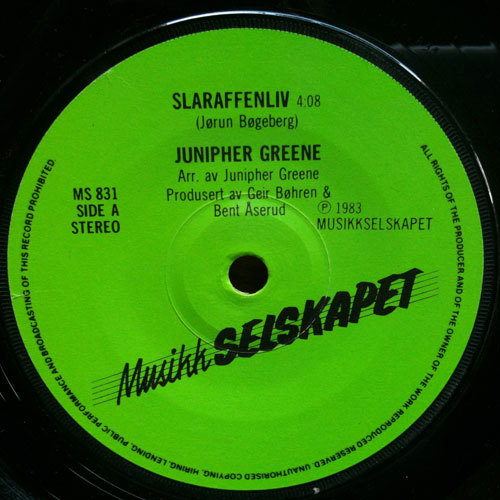 SLARAFFENLIV 4:08
(Jørun Bøgeberg)
JUNIPHER GREENE
Arr. av Junipher Greene
Produsert av Geir Bøhren &
Bent Åserud
MS 831
SIDE A
STEREO
Ⓟ 1983
MUSIKKSELSKAPET
Musikk SELSKAPET
ALL RIGHTS OF THE PRODUCER AND OF THE OWNER OF THE WORK REPRODUCED RESERVED. UNAUTHORISED COPYING, HIRING, LENDING, PUBLIC PERFORMANCE AND BROADCASTING OF THIS RECORD PROHIBITED.